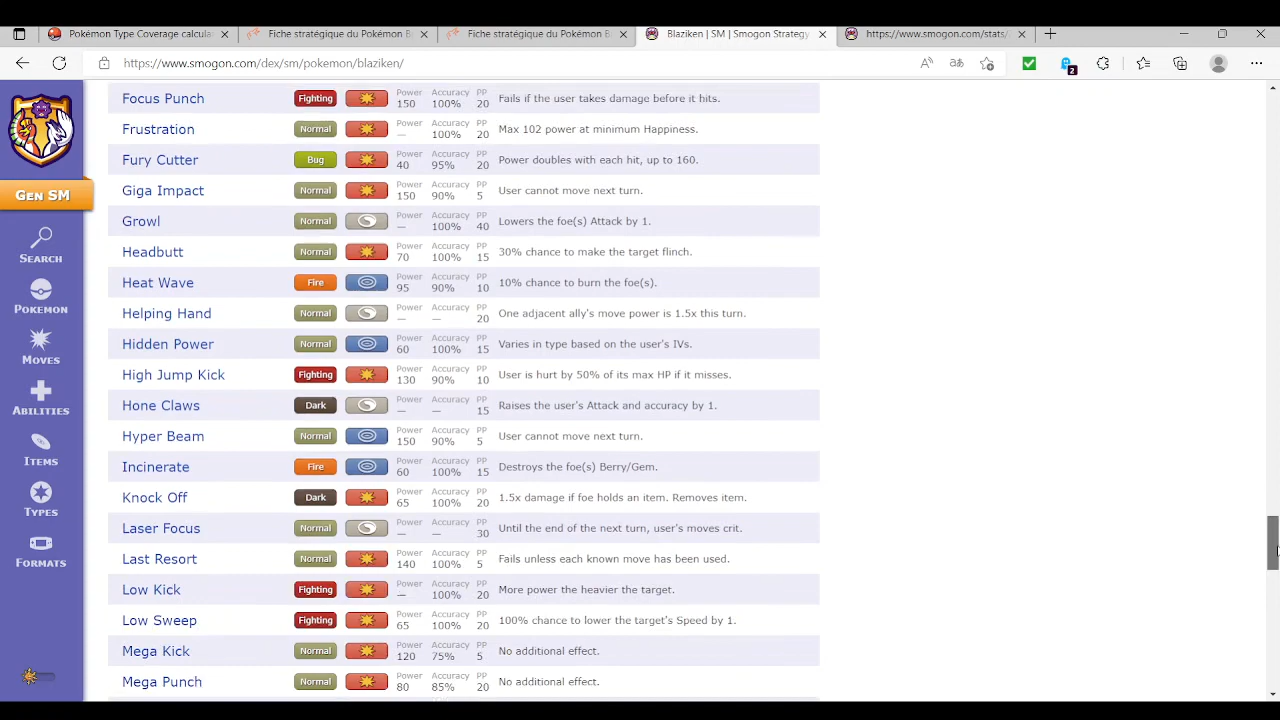 Pokémon Type Coverage calcula
Fiche stratégique du Pokémon B
Fiche stratégique du Pokémon B
Blaziken | SM | Smogon Strategy
https://www.smogon.com/stats/
https://www.smogon.com/dex/sm/pokemon/blaziken/
2
GEN SM
SEARCH
POKEMON
MOVES
ABILITIES
ITEMS
TYPES
FORMATS
Focus Punch Fighting Power 150 Accuracy 100% PP 20 Fails if the user takes damage before it hits.
Frustration Normal Power — Accuracy 100% PP 20 Max 102 power at minimum Happiness.
Fury Cutter Bug Power 40 Accuracy 95% PP 20 Power doubles with each hit, up to 160.
Giga Impact Normal Power 150 Accuracy 90% PP 5 User cannot move next turn.
Growl Normal Power — Accuracy 100% PP 40 Lowers the foe(s) Attack by 1.
Headbutt Normal Power 70 Accuracy 100% PP 15 30% chance to make the target flinch.
Heat Wave Fire Power 95 Accuracy 90% PP 10 10% chance to burn the foe(s).
Helping Hand Normal Power — Accuracy — PP 20 One adjacent ally's move power is 1.5x this turn.
Hidden Power Normal Power 60 Accuracy 100% PP 15 Varies in type based on the user's IVs.
High Jump Kick Fighting Power 130 Accuracy 90% PP 10 User is hurt by 50% of its max HP if it misses.
Hone Claws Dark Power — Accuracy — PP 15 Raises the user's Attack and accuracy by 1.
Hyper Beam Normal Power 150 Accuracy 90% PP 5 User cannot move next turn.
Incinerate Fire Power 60 Accuracy 100% PP 15 Destroys the foe(s) Berry/Gem.
Knock Off Dark Power 65 Accuracy 100% PP 20 1.5x damage if foe holds an item. Removes item.
Laser Focus Normal Power — Accuracy — PP 30 Until the end of the next turn, user's moves crit.
Last Resort Normal Power 140 Accuracy 100% PP 5 Fails unless each known move has been used.
Low Kick Fighting Power — Accuracy 100% PP 20 More power the heavier the target.
Low Sweep Fighting Power 65 Accuracy 100% PP 20 100% chance to lower the target's Speed by 1.
Mega Kick Normal Power 120 Accuracy 75% PP 5 No additional effect.
Mega Punch Normal Power 80 Accuracy 85% PP 20 No additional effect.